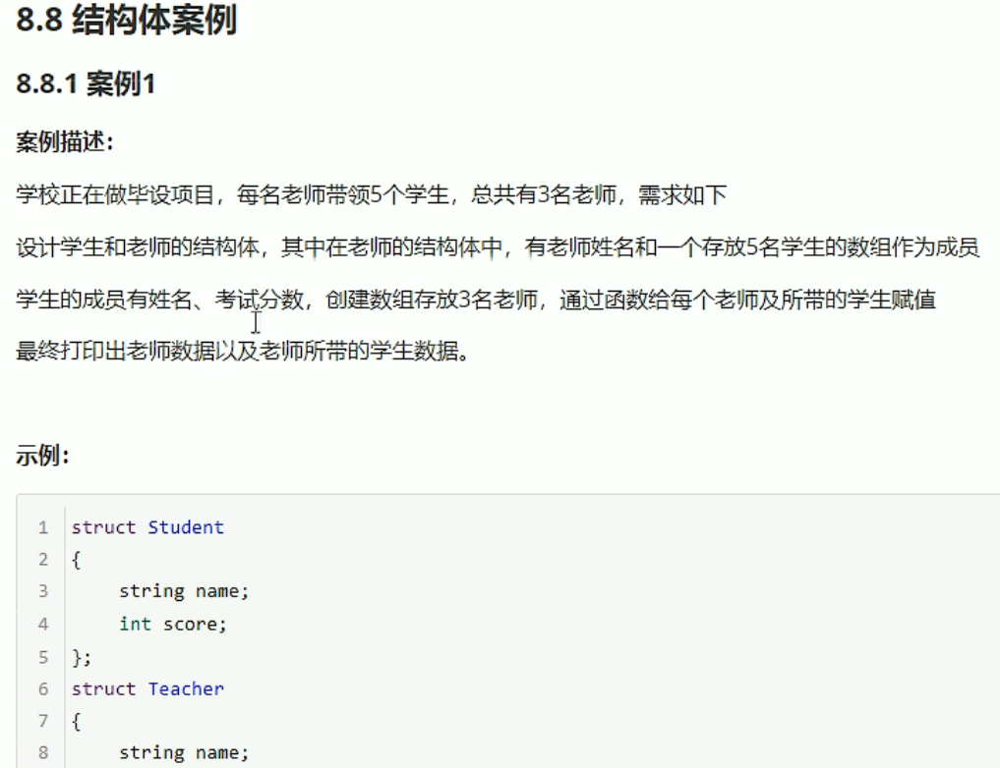 8.8 结构体案例
8.8.1 案例1
案例描述：
学校正在做毕设项目，每名老师带领5个学生，总共有3名老师，需求如下
设计学生和老师的结构体，其中在老师的结构体中，有老师姓名和一个存放5名学生的数组作为成员
学生的成员有姓名、考试分数，创建数组存放3名老师，通过函数给每个老师及所带的学生赋值
最终打印出老师数据以及老师所带的学生数据。
示例：
1 struct Student
2 {
3 string name;
4 int score;
5 };
6 struct Teacher
7 {
8 string name;